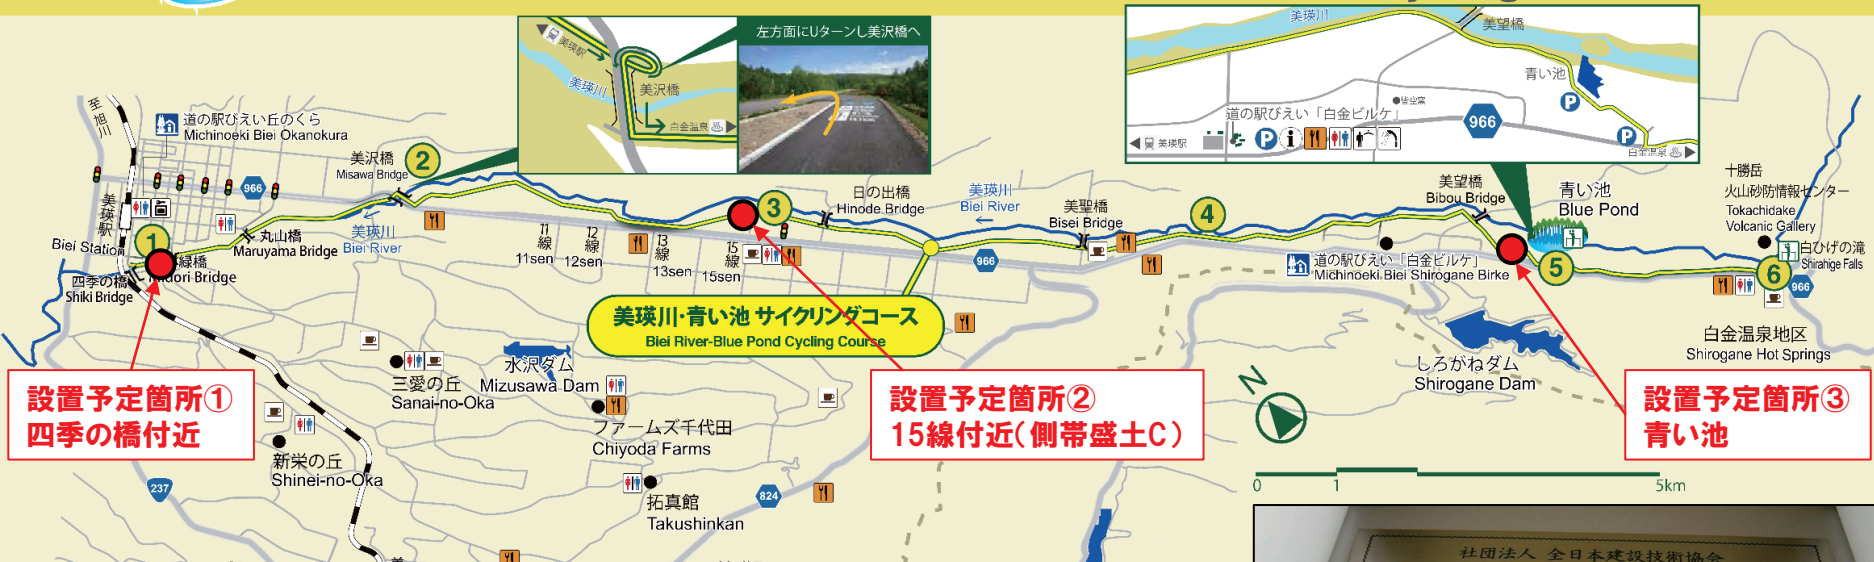 左方面にUターンし美沢橋へ
美瑛駅
美瑛川
美沢橋
白金温泉
美瑛川
美望橋
966
青い池
P
皆空窯
道の駅びえい「白金ビルケ」
966
P
美瑛駅
P
白金温泉
至旭川
道の駅びえい丘のくら
Michinoeki Biei Okanokura
美沢橋
Misawa Bridge
2
966
美瑛駅
Biei Station
1
丸山橋
Maruyama Bridge
美瑛川
Biei River
緑橋
dori Bridge
四季の橋
Shiki Bridge
11線
11sen
12線
12sen
13線
13sen
15線
15sen
3
日の出橋
Hinode Bridge
美瑛川
Biei River
966
美聖橋
Bisei Bridge
4
美望橋
Bibou Bridge
青い池
Blue Pond
道の駅びえい「白金ビルケ」
Michinoeki Biei Shirogane Birke
5
十勝岳
火山砂防情報センター
Tokachidake
Volcanic Gallery
白ひげの滝
Shirahige Falls
6
966
白金温泉地区
Shirogane Hot Springs
美瑛川・青い池 サイクリングコース
Biei River-Blue Pond Cycling Course
設置予定箇所①
四季の橋付近
設置予定箇所②
15線付近(側帯盛土C)
設置予定箇所③
青い池
三愛の丘
Sanai-no-Oka
水沢ダム
Mizusawa Dam
ファームズ千代田
Chiyoda Farms
新栄の丘
Shinei-no-Oka
拓真館
Takushinkan
237
824
しろがねダム
Shirogane Dam
N
0 1 5km
社団法人 全日本建設技術協会